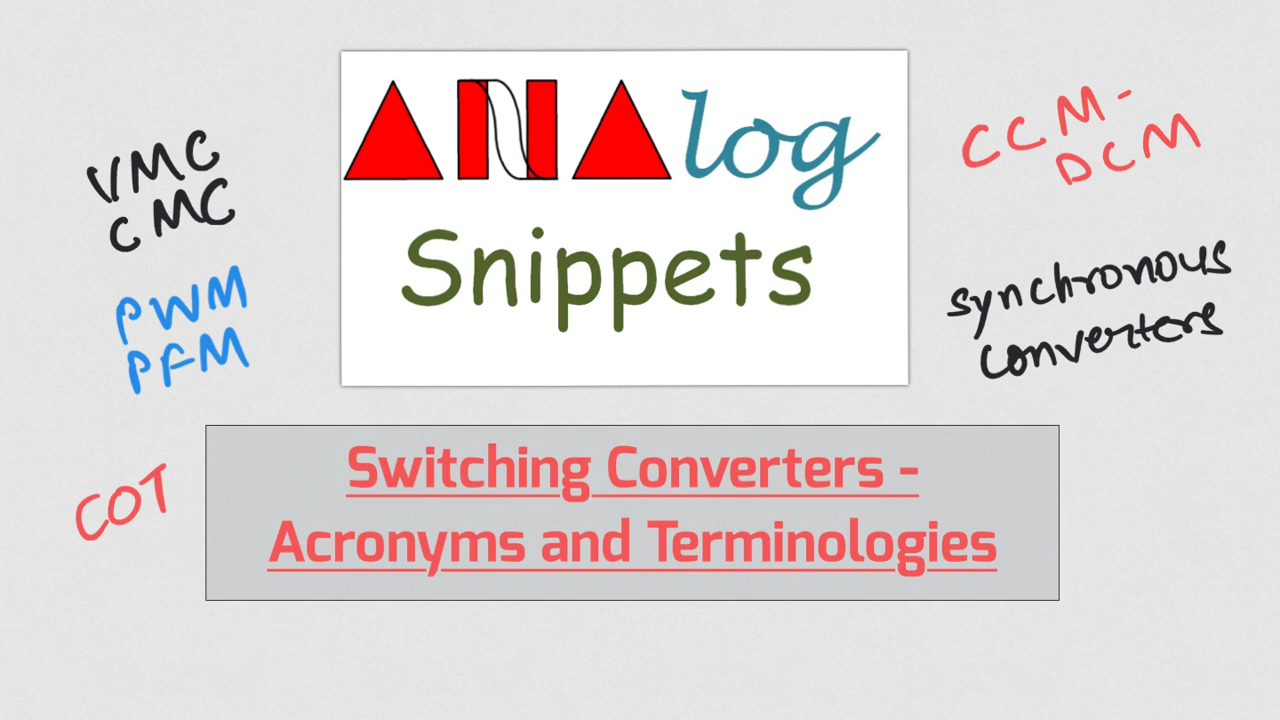 ANAlog
Snippets
VMC
CMC
PWM
PFM
COT
CCM-
DCM
synchronous
converters
Switching Converters -
Acronyms and Terminologies